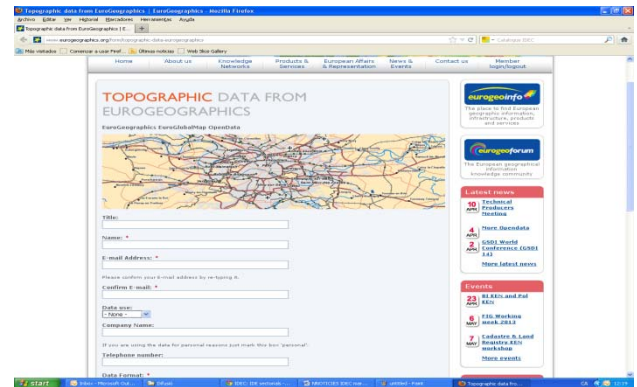 Topographic data from EuroGeographics | EuroGeographics - Mozilla Firefox
Archivo Editar Ver Historial Marcadores Herramientas Ayuda
Topographic data from EuroGeographics | E...
www.eurogeographics.org/form/topographic-data-eurogeographics
Más visitados Comenzar a usar Firef... Últimas noticias Web Slice Gallery
Home About us Knowledge Networks Products & Services European Affairs & Representation News & Events Contact us Member login/logout
TOPOGRAPHIC DATA FROM
EUROGEOGRAPHICS
EuroGeographics EuroGlobalMap OpenData
Title:
Name: *
E-mail Address: *
Please confirm your E-mail address by re-typing it.
Confirm E-mail: *
Data use:
- None -
Company Name:
If you are using the data for personal reasons just mark this box 'personal'.
Telephone number:
Data Format: *
eurogeoinfo
The place to find European
geographic information,
infrastructure, products
and services
eurogeoforum
The European geographical
information
knowledge community
Latest news
10 APR Technical
Producers
Meeting
4 APR More Opendata
2 APR GSDI World
Conference (GSDI
14)
More latest news
Events
23 APR
6 MAY FIG Working
week 2013
7 MAY Cadastre & Land
Registry KEN
workshop
More events
start
12:19